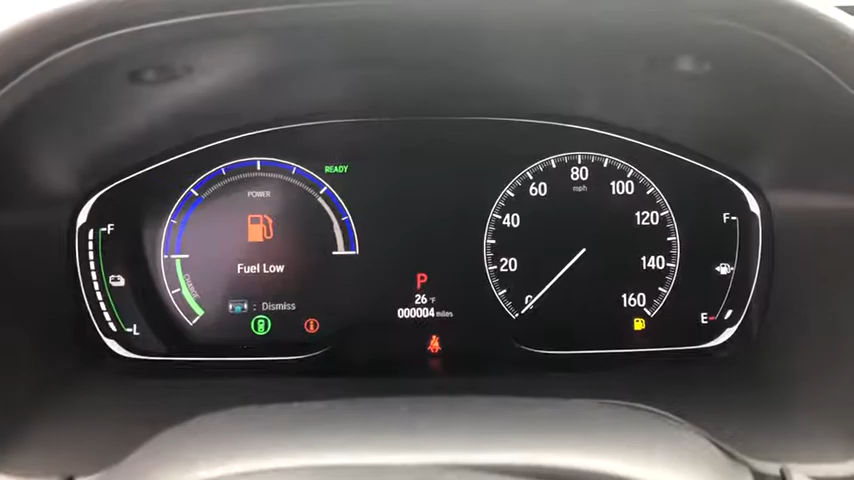 READY
POWER
Fuel Low
: Dismiss
CHARGE
F
L
P
26 °F
000004 miles
0
20
40
60
80
mph
100
120
140
160
F
E